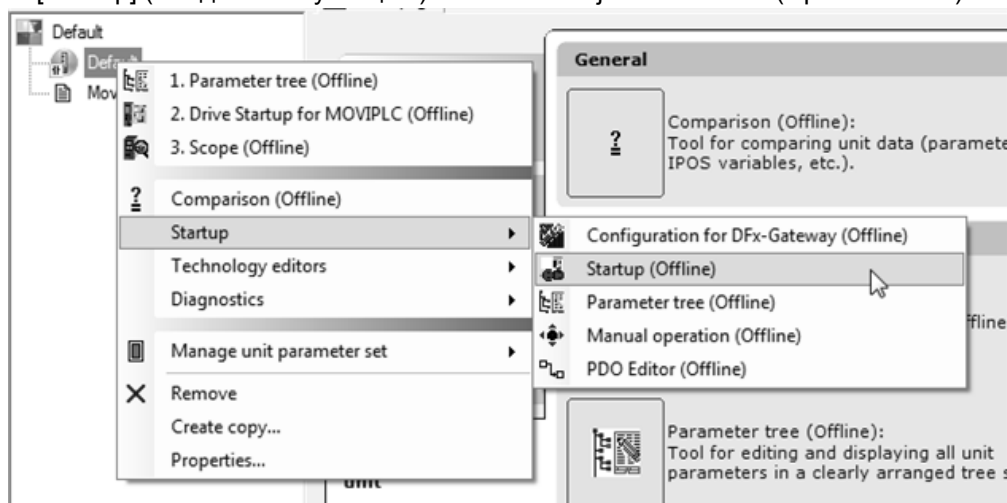 Default
Defau
Mov
1. Parameter tree (Offline)
2. Drive Startup for MOVIPLC (Offline)
3. Scope (Offline)
? Comparison (Offline)
Startup
Technology editors
Diagnostics
Manage unit parameter set
Remove
Create copy...
Properties...
Configuration for DFx-Gateway (Offline)
Startup (Offline)
Parameter tree (Offline)
Manual operation (Offline)
PDO Editor (Offline)
General
?
Comparison (Offline):
Tool for comparing unit data (paramete
IPOS variables, etc.).
ffline
Parameter tree (Offline):
Tool for editing and displaying all unit
parameters in a clearly arranged tree s
unit